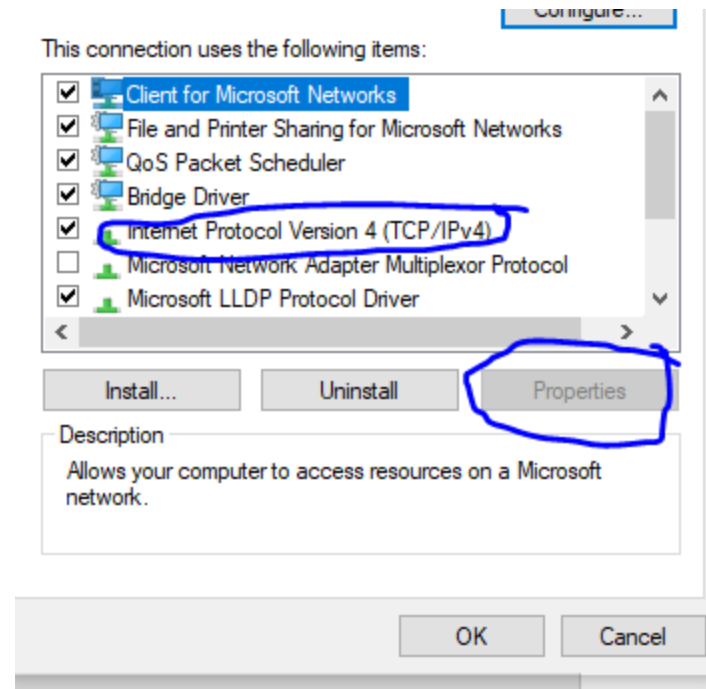 Configure...
This connection uses the following items:
Client for Microsoft Networks
File and Printer Sharing for Microsoft Networks
QoS Packet Scheduler
Bridge Driver
Internet Protocol Version 4 (TCP/IPv4)
Microsoft Network Adapter Multiplexor Protocol
Microsoft LLDP Protocol Driver
Install... Uninstall Properties
Description
Allows your computer to access resources on a Microsoft
network.
OK Cancel